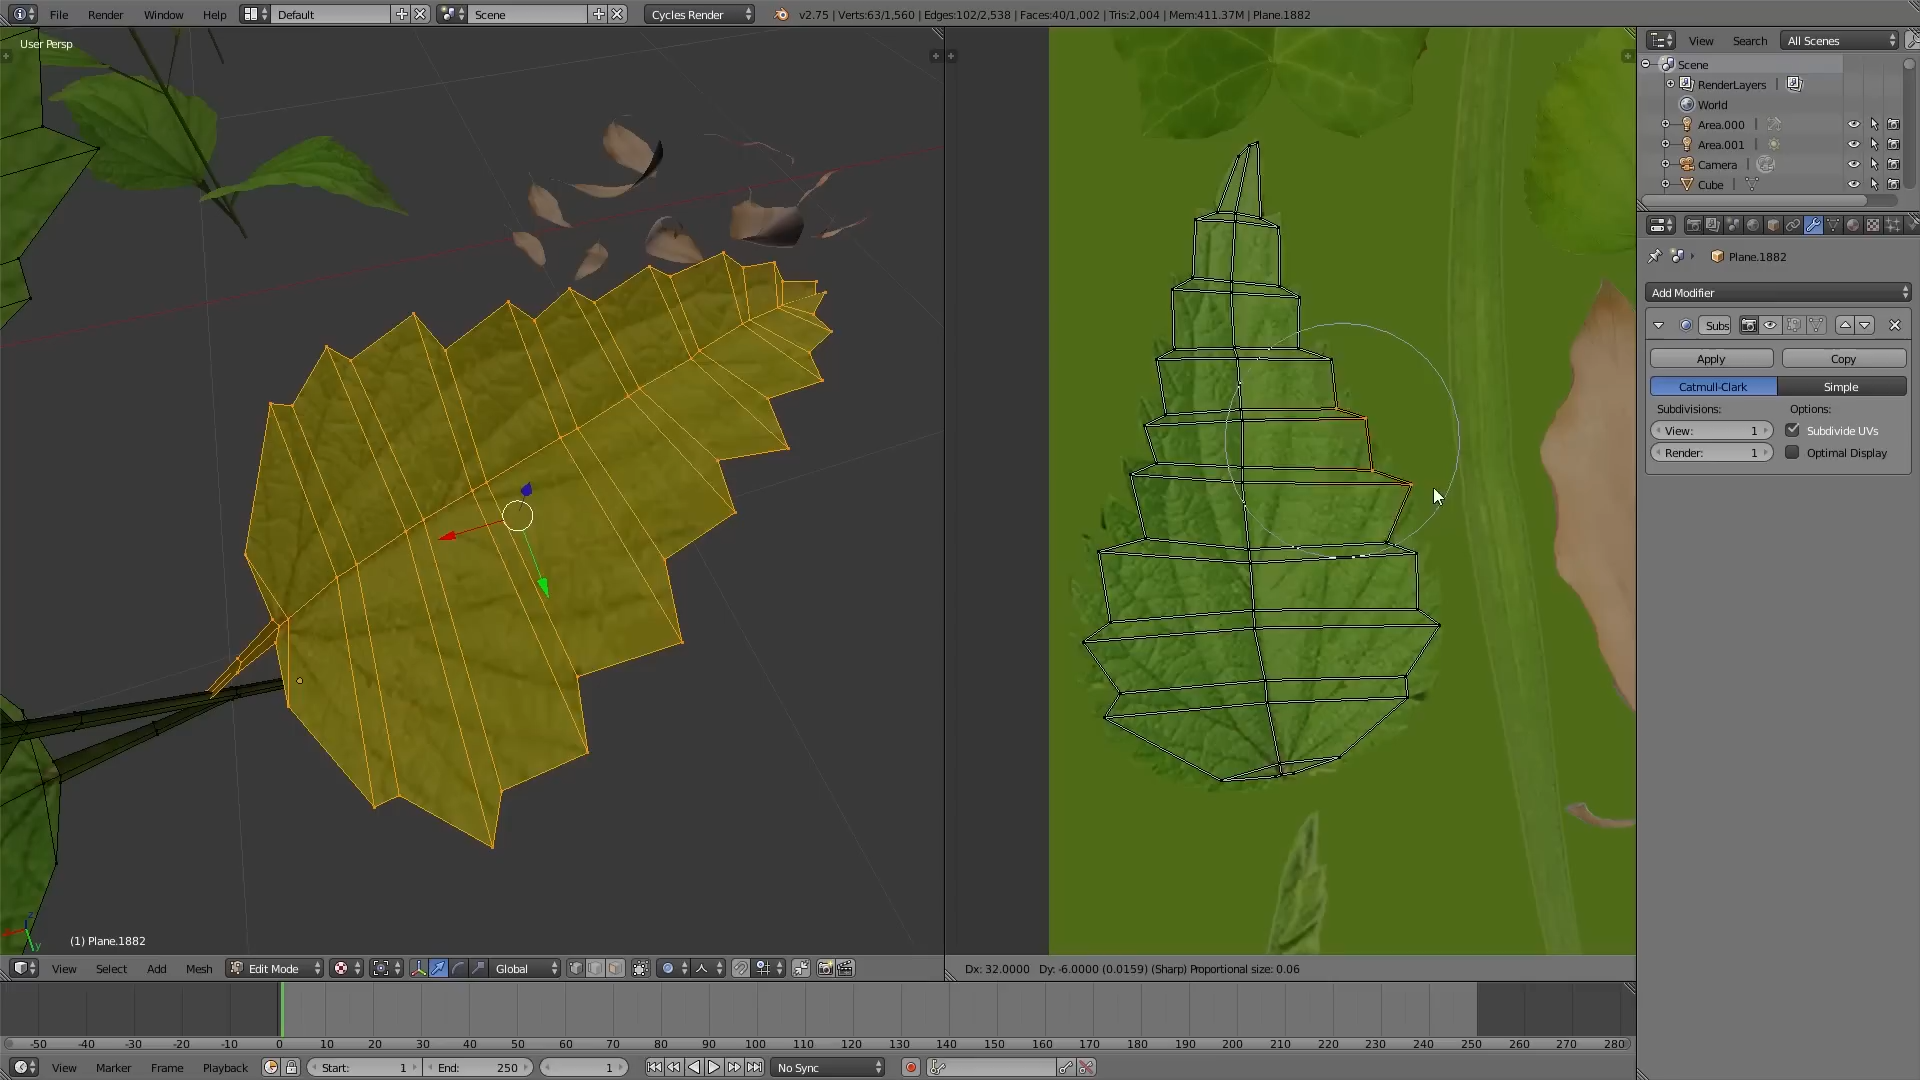 File Render Window Help Default Scene Cycles Render v2.75 | Verts:63/1,560 | Edges:102/2,538 | Faces:40/1,002 | Tris:2,004 | Mem:411.37M | Plane.1882
User Persp
View Search All Scenes
Scene
RenderLayers
World
Area.000
Area.001
Camera
Cube
Plane.1882
Add Modifier
Subs
Apply Copy
Catmull-Clark Simple
Subdivisions: Options:
View: 1 Subdivide UVs
Render: 1 Optimal Display
z
y
(1) Plane.1882
View Select Add Mesh Edit Mode Global
Dx: 32.0000 Dy: -6.0000 (0.0159) (Sharp) Proportional size: 0.06
-50 -40 -30 -20 -10 0 10 20 30 40 50 60 70 80 90 100 110 120 130 140 150 160 170 180 190 200 210 220 230 240 250 260 270 280
View Marker Frame Playback Start: 1 End: 250 1 No Sync